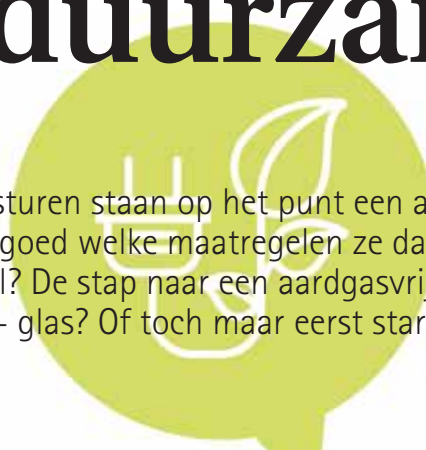 duurza
sturen staan op het punt een a
goed welke maatregelen ze da
l? De stap naar een aardgasvrij
- glas? Of toch maar eerst star